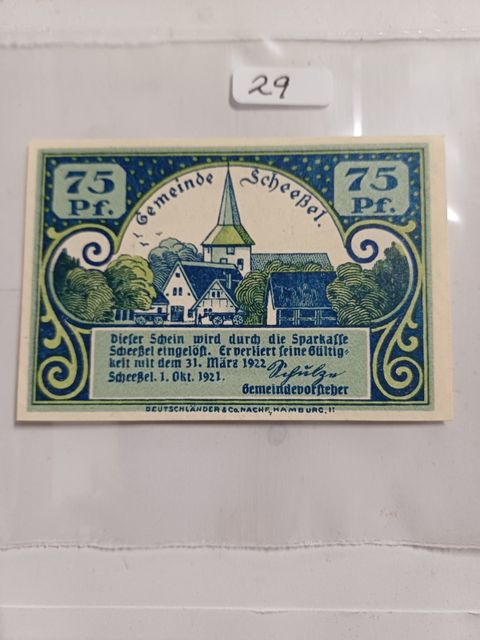 29
75 Pf.
Gemeinde Scheeßel.
75 Pf.
Dieser Schein wird durch die Sparkasse
Scheeßel eingelöst. Er verliert seine Gültig-
keit mit dem 31. März 1922
Scheeßel. 1. Okt. 1921.
Schulze
Gemeindevorsteher
DEUTSCHLÄNDER & Co. NACHF., HAMBURG. 11